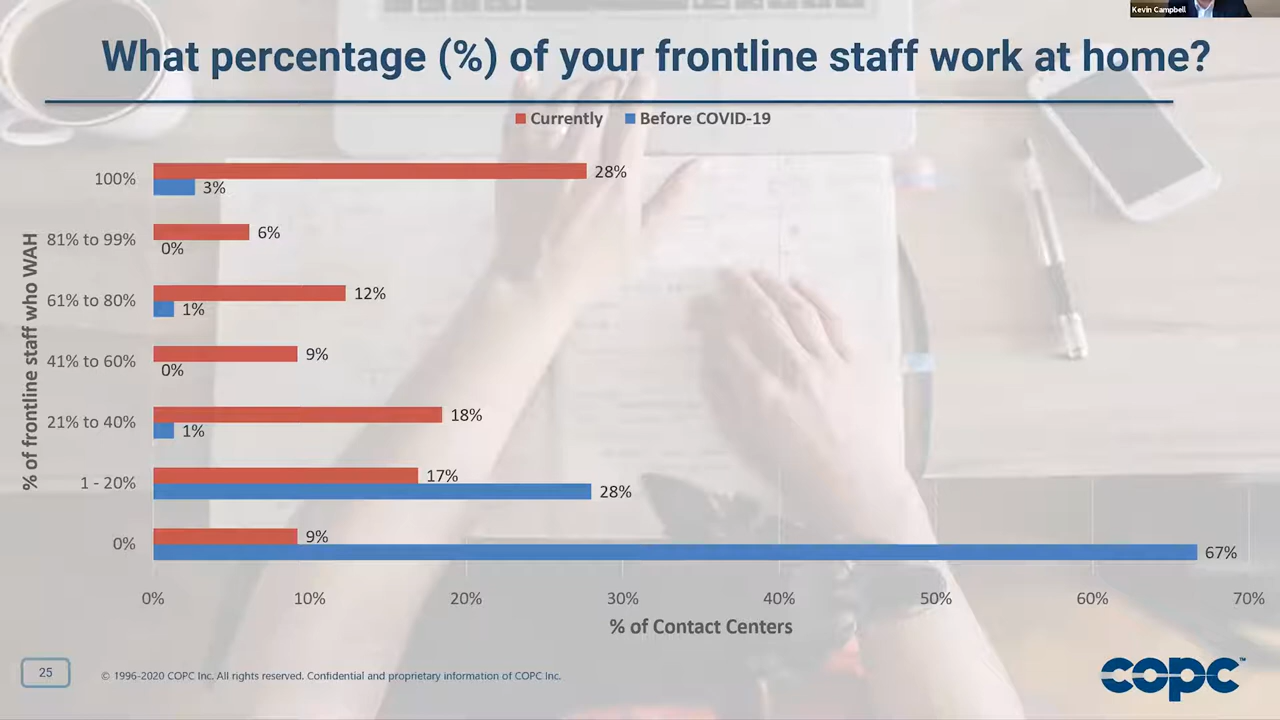 Kevin Campbell
What percentage (%) of your frontline staff work at home?
Currently Before COVID-19
% of frontline staff who WAH
100% 28%
3%
81% to 99% 6%
0%
61% to 80% 12%
1%
41% to 60% 9%
0%
21% to 40% 18%
1%
1 - 20% 17%
28%
0% 9%
67%
0% 10% 20% 30% 40% 50% 60% 70%
% of Contact Centers
25 © 1996-2020 COPC Inc. All rights reserved. Confidential and proprietary information of COPC Inc.
copc™